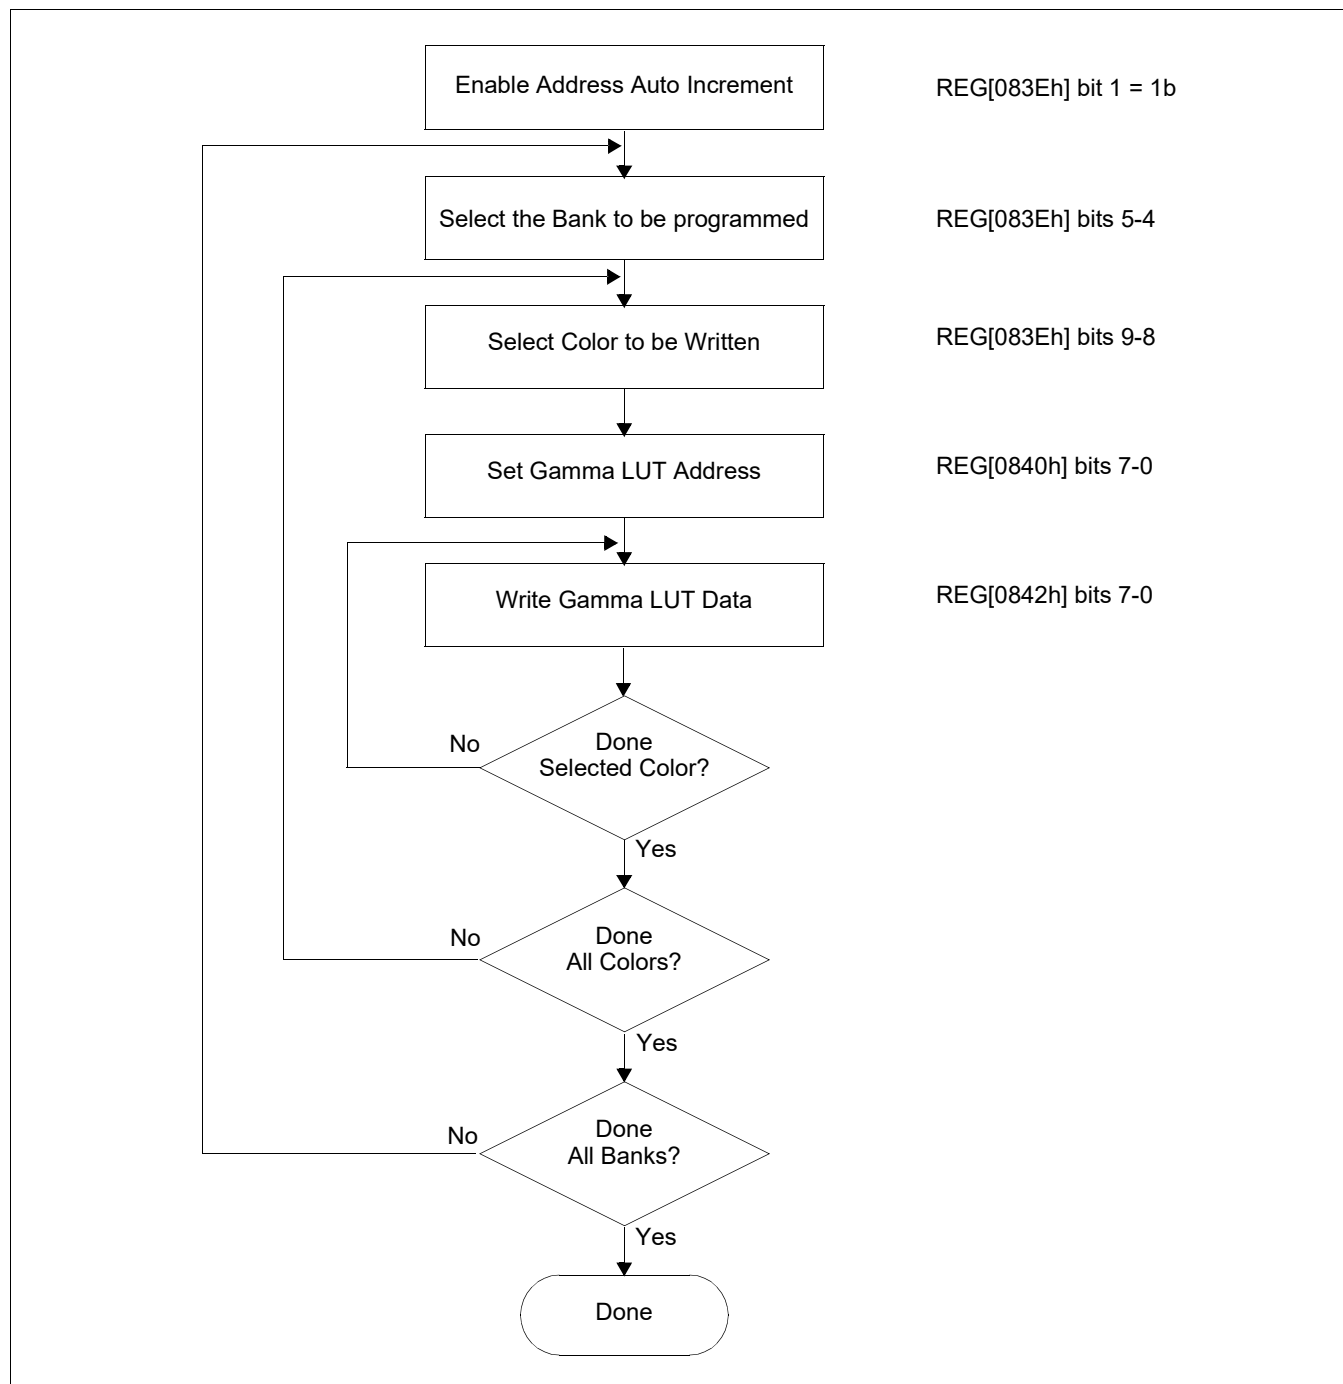 Enable Address Auto Increment
REG[083Eh] bit 1 = 1b
Select the Bank to be programmed
REG[083Eh] bits 5-4
Select Color to be Written
REG[083Eh] bits 9-8
Set Gamma LUT Address
REG[0840h] bits 7-0
Write Gamma LUT Data
REG[0842h] bits 7-0
No
Done
Selected Color?
Yes
No
Done
All Colors?
Yes
No
Done
All Banks?
Yes
Done